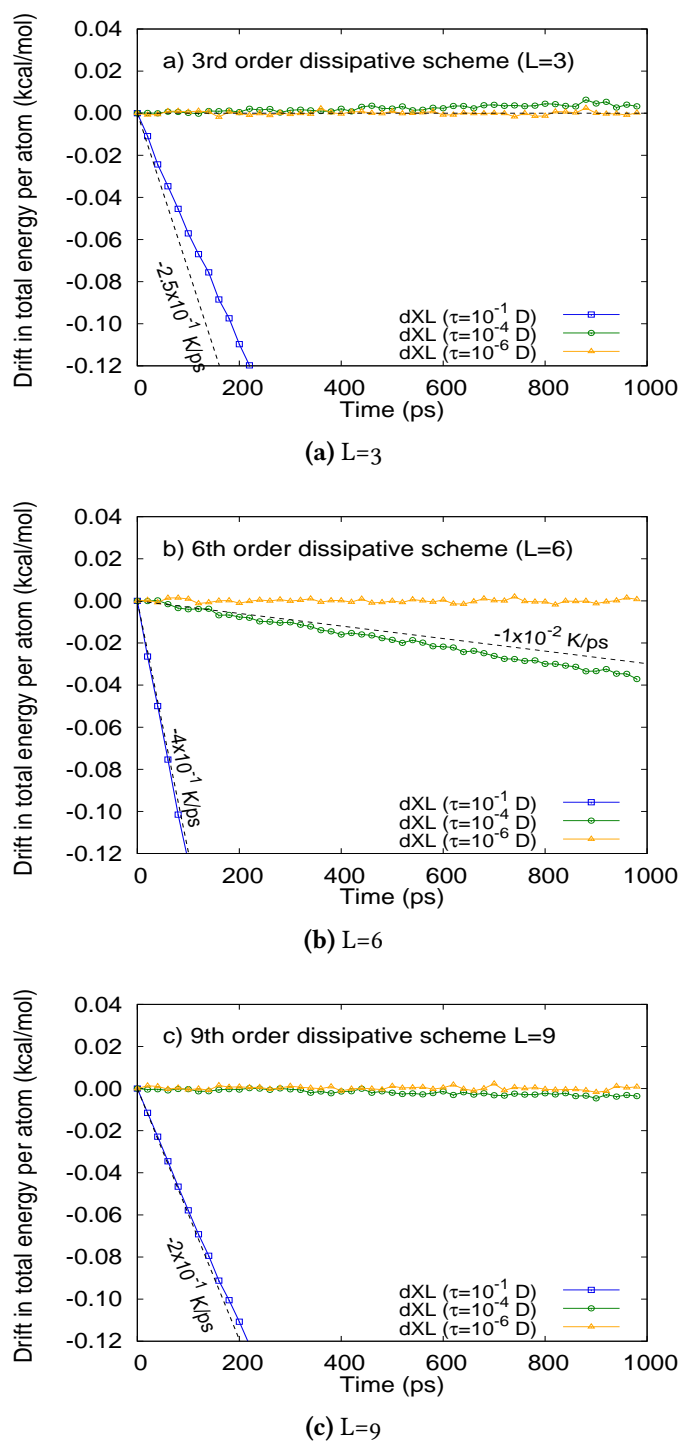 0.04
a) 3rd order dissipative scheme (L=3)
0.02
0.00
-0.02
-0.04
-0.06
-0.08
-0.10
-0.12
-2.5x10⁻¹ K/ps
dXL (τ=10⁻¹ D)
dXL (τ=10⁻⁴ D)
dXL (τ=10⁻⁶ D)
0 200 400 600 800 1000
Time (ps)
Drift in total energy per atom (kcal/mol)
(a) L=3
0.04
b) 6th order dissipative scheme (L=6)
0.02
0.00
-0.02
-0.04
-0.06
-0.08
-0.10
-0.12
-1x10⁻² K/ps
-4x10⁻¹ K/ps
dXL (τ=10⁻¹ D)
dXL (τ=10⁻⁴ D)
dXL (τ=10⁻⁶ D)
0 200 400 600 800 1000
Time (ps)
Drift in total energy per atom (kcal/mol)
(b) L=6
0.04
c) 9th order dissipative scheme L=9
0.02
0.00
-0.02
-0.04
-0.06
-0.08
-0.10
-0.12
-2x10⁻¹ K/ps
dXL (τ=10⁻¹ D)
dXL (τ=10⁻⁴ D)
dXL (τ=10⁻⁶ D)
0 200 400 600 800 1000
Time (ps)
Drift in total energy per atom (kcal/mol)
(c) L=9